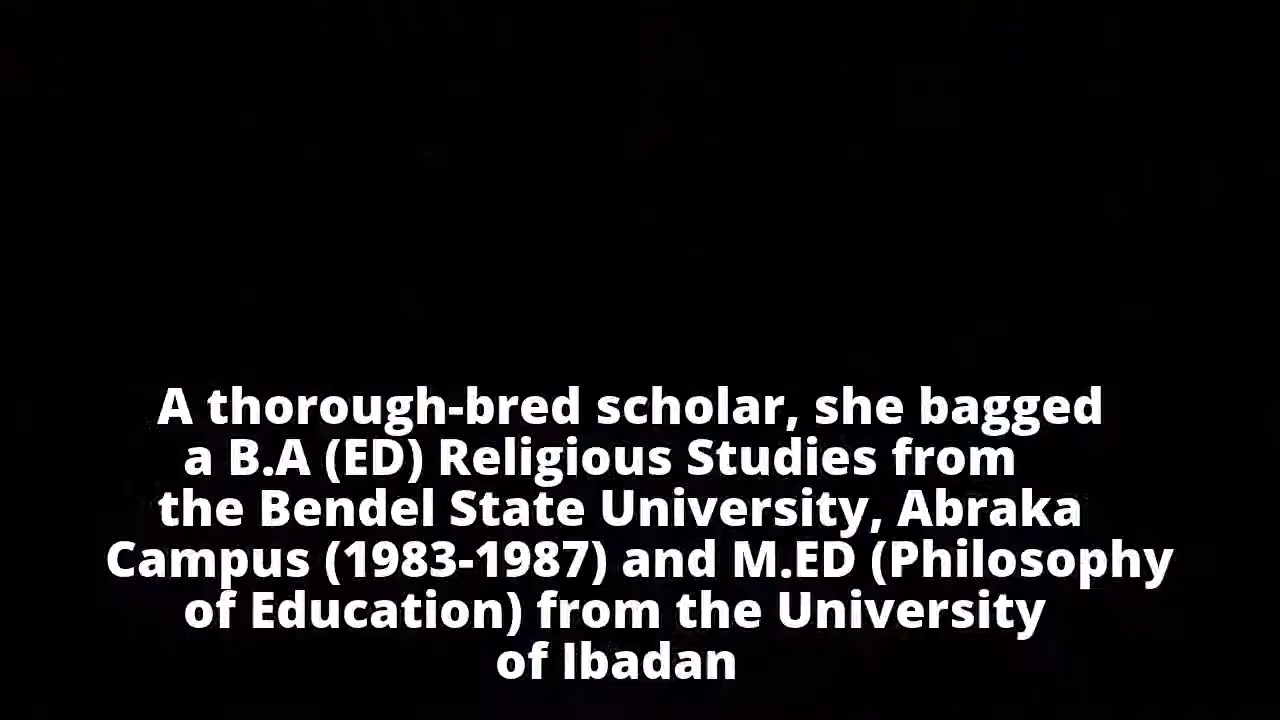 A thorough-bred scholar, she bagged
a B.A (ED) Religious Studies from
the Bendel State University, Abraka
Campus (1983-1987) and M.ED (Philosophy
of Education) from the University
of Ibadan